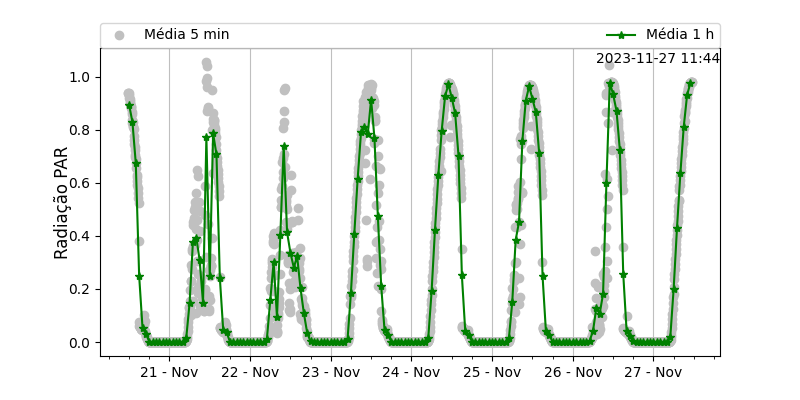 Média 5 min
Média 1 h
2023-11-27 11:44
Radiação PAR
1.0
0.8
0.6
0.4
0.2
0.0
21 - Nov
22 - Nov
23 - Nov
24 - Nov
25 - Nov
26 - Nov
27 - Nov